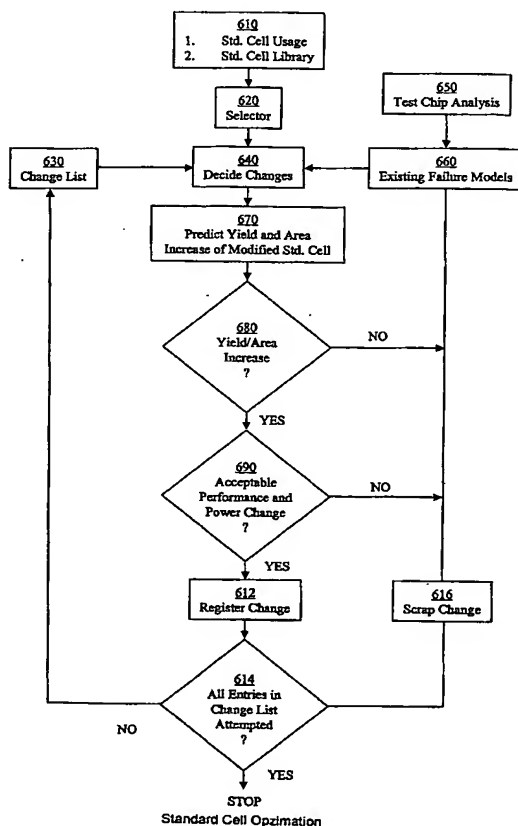 610
1. Std. Cell Usage
2. Std. Cell Library
650
Test Chip Analysis
620
Selector
630
Change List
640
Decide Changes
660
Existing Failure Models
670
Predict Yield and Area
Increase of Modified Std. Cell
680
Yield/Area
Increase
?
NO
YES
690
Acceptable
Performance and
Power Change
?
NO
YES
612
Register Change
616
Scrap Change
614
All Entries in
Change List
Attempted
?
NO
YES
STOP
Standard Cell Opzimation